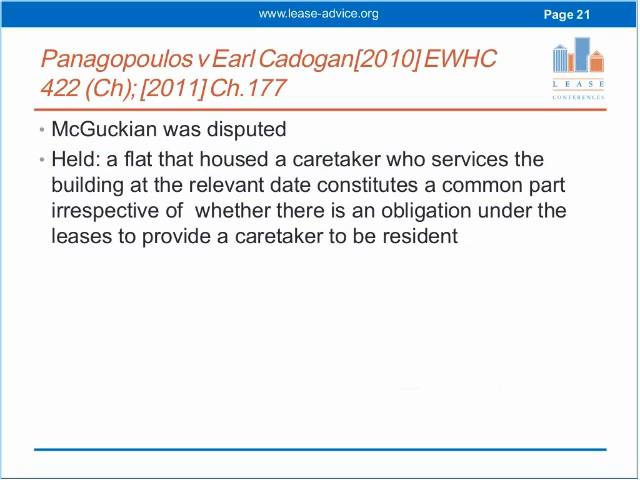 www.lease-advice.org
Page 21
Panagopoulos v Earl Cadogan[2010] EWHC
422 (Ch); [2011] Ch.177
LEASE
CONFERENCES
• McGuckian was disputed
• Held: a flat that housed a caretaker who services the
building at the relevant date constitutes a common part
irrespective of whether there is an obligation under the
leases to provide a caretaker to be resident